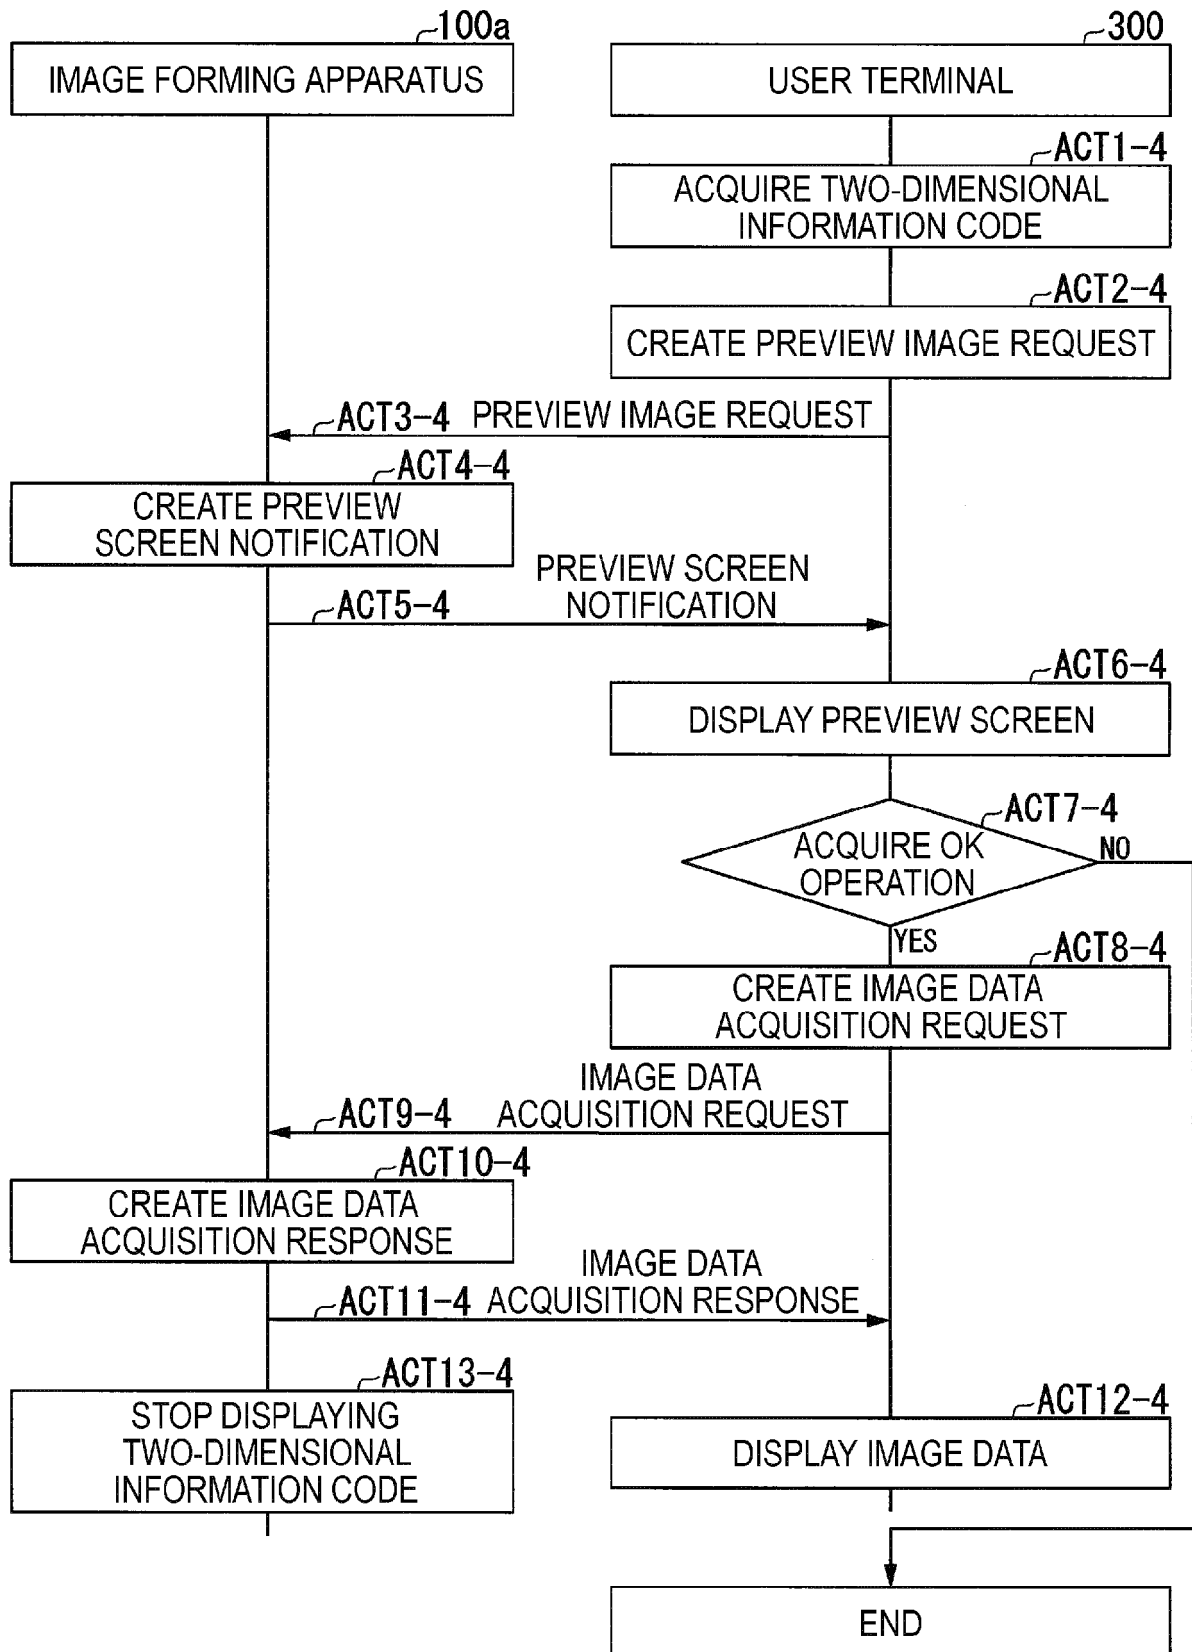 100a
300
IMAGE FORMING APPARATUS
USER TERMINAL
ACT1-4
ACQUIRE TWO-DIMENSIONAL
INFORMATION CODE
ACT2-4
CREATE PREVIEW IMAGE REQUEST
ACT3-4 PREVIEW IMAGE REQUEST
ACT4-4
CREATE PREVIEW
SCREEN NOTIFICATION
PREVIEW SCREEN
NOTIFICATION
ACT5-4
ACT6-4
DISPLAY PREVIEW SCREEN
ACT7-4
ACQUIRE OK
OPERATION
NO
YES
ACT8-4
CREATE IMAGE DATA
ACQUISITION REQUEST
IMAGE DATA
ACQUISITION REQUEST
ACT9-4
ACT10-4
CREATE IMAGE DATA
ACQUISITION RESPONSE
IMAGE DATA
ACQUISITION RESPONSE
ACT11-4
ACT13-4
STOP DISPLAYING
TWO-DIMENSIONAL
INFORMATION CODE
ACT12-4
DISPLAY IMAGE DATA
END